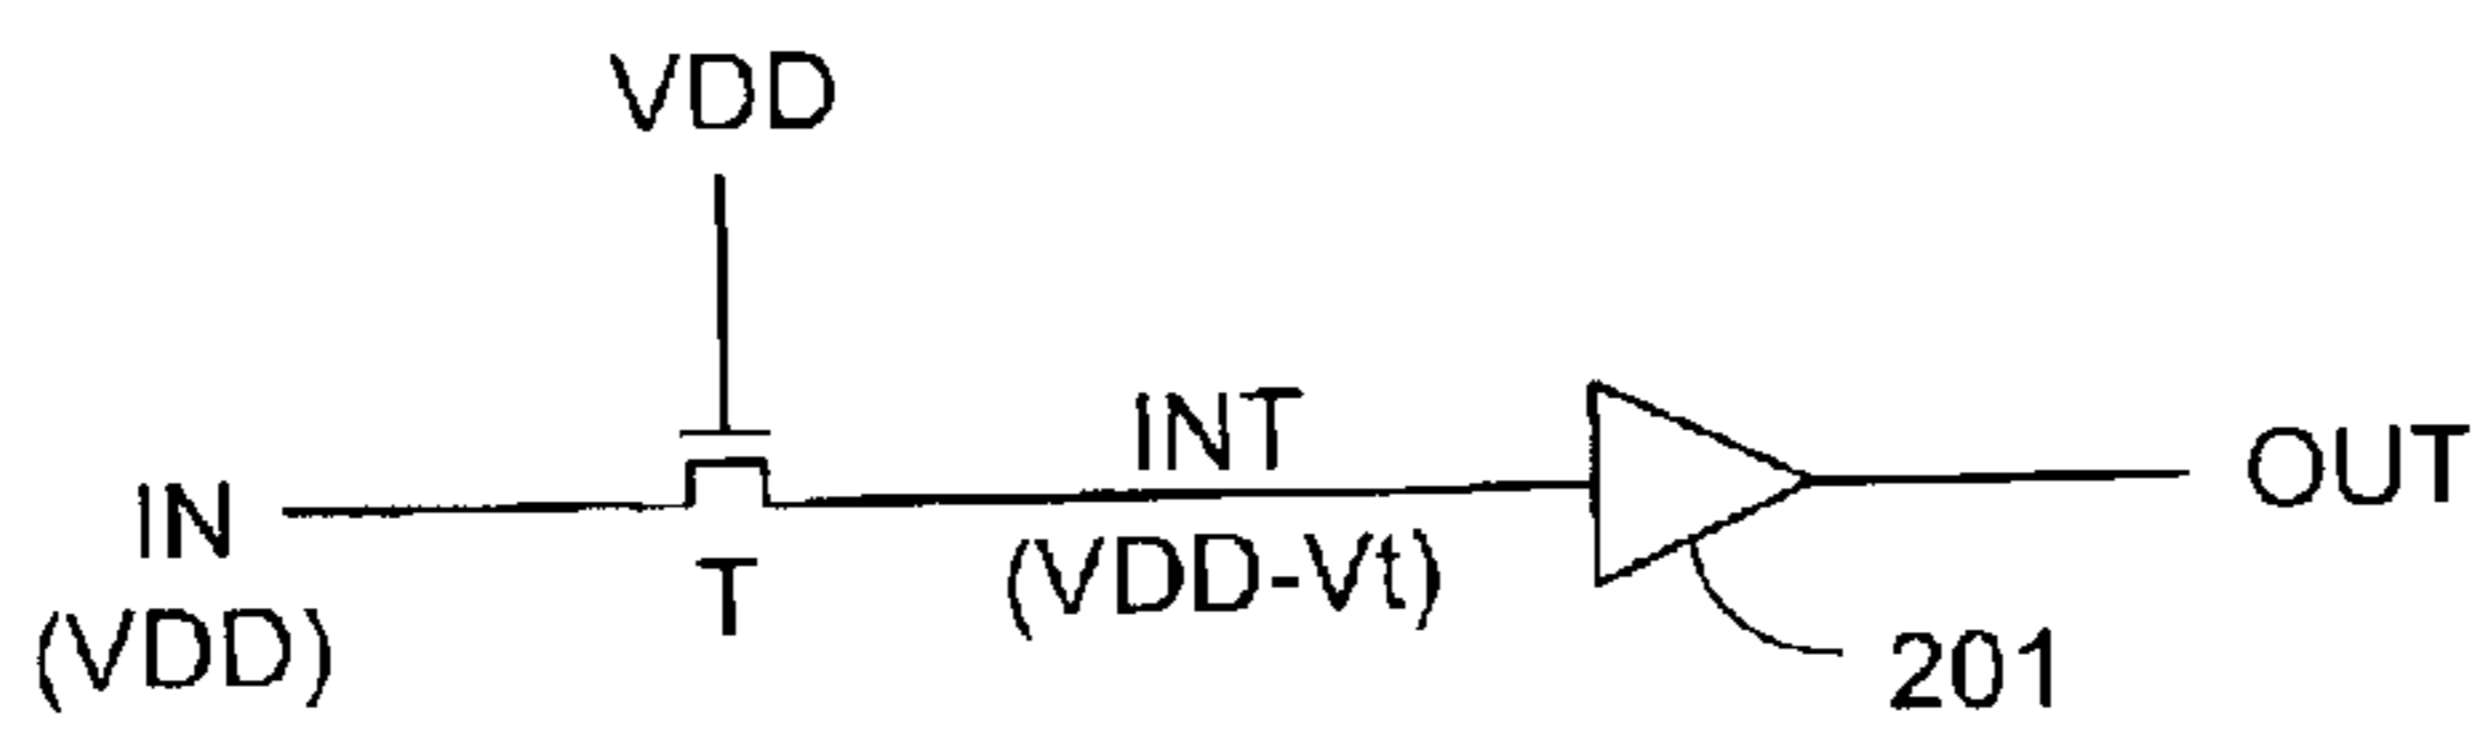 VDD
INT
OUT
IN
(VDD-Vt)
T
(VDD)
201